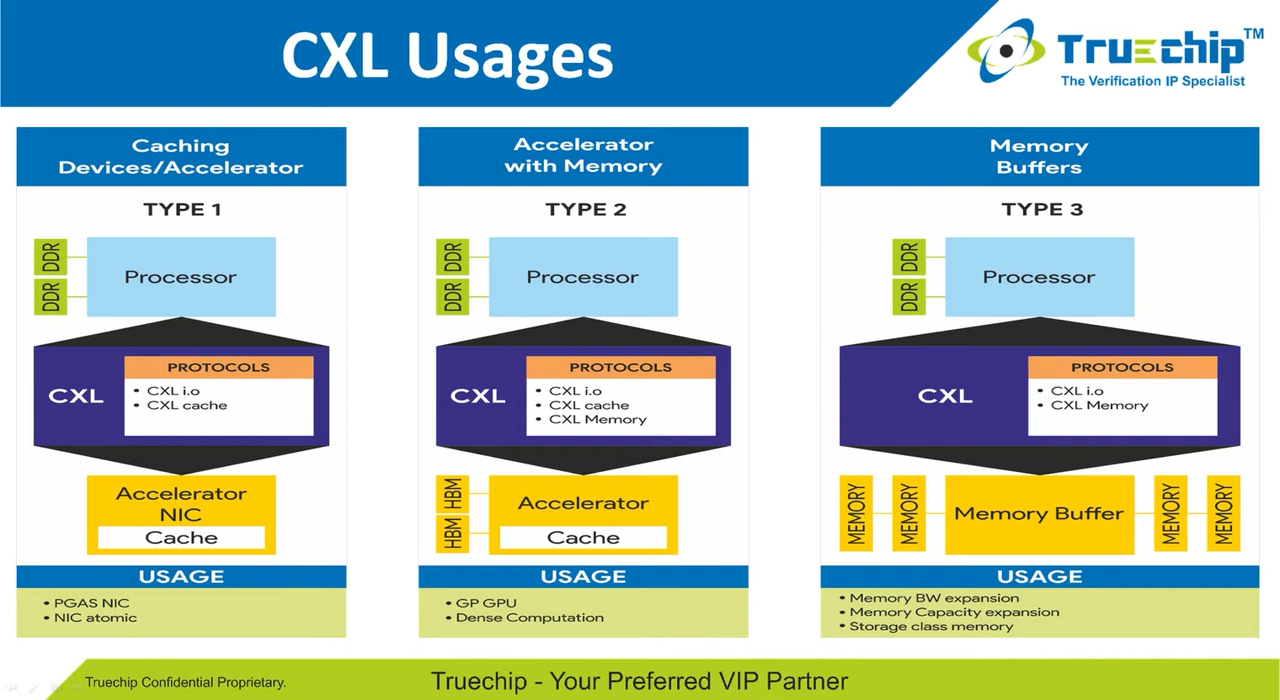 CXL Usages
Truechip™
The Verification IP Specialist
Caching
Devices/Accelerator
TYPE 1
DDR
DDR
Processor
CXL
PROTOCOLS
• CXL i.o
• CXL cache
Accelerator
NIC
Cache
USAGE
• PGAS NIC
• NIC atomic
Accelerator
with Memory
TYPE 2
DDR
DDR
Processor
CXL
PROTOCOLS
• CXL i.o
• CXL cache
• CXL Memory
HBM
HBM
Accelerator
Cache
USAGE
• GP GPU
• Dense Computation
Memory
Buffers
TYPE 3
DDR
DDR
Processor
CXL
PROTOCOLS
• CXL i.o
• CXL Memory
MEMORY
MEMORY
Memory Buffer
MEMORY
MEMORY
USAGE
• Memory BW expansion
• Memory Capacity expansion
• Storage class memory
Truechip Confidential Proprietary.
Truechip - Your Preferred VIP Partner